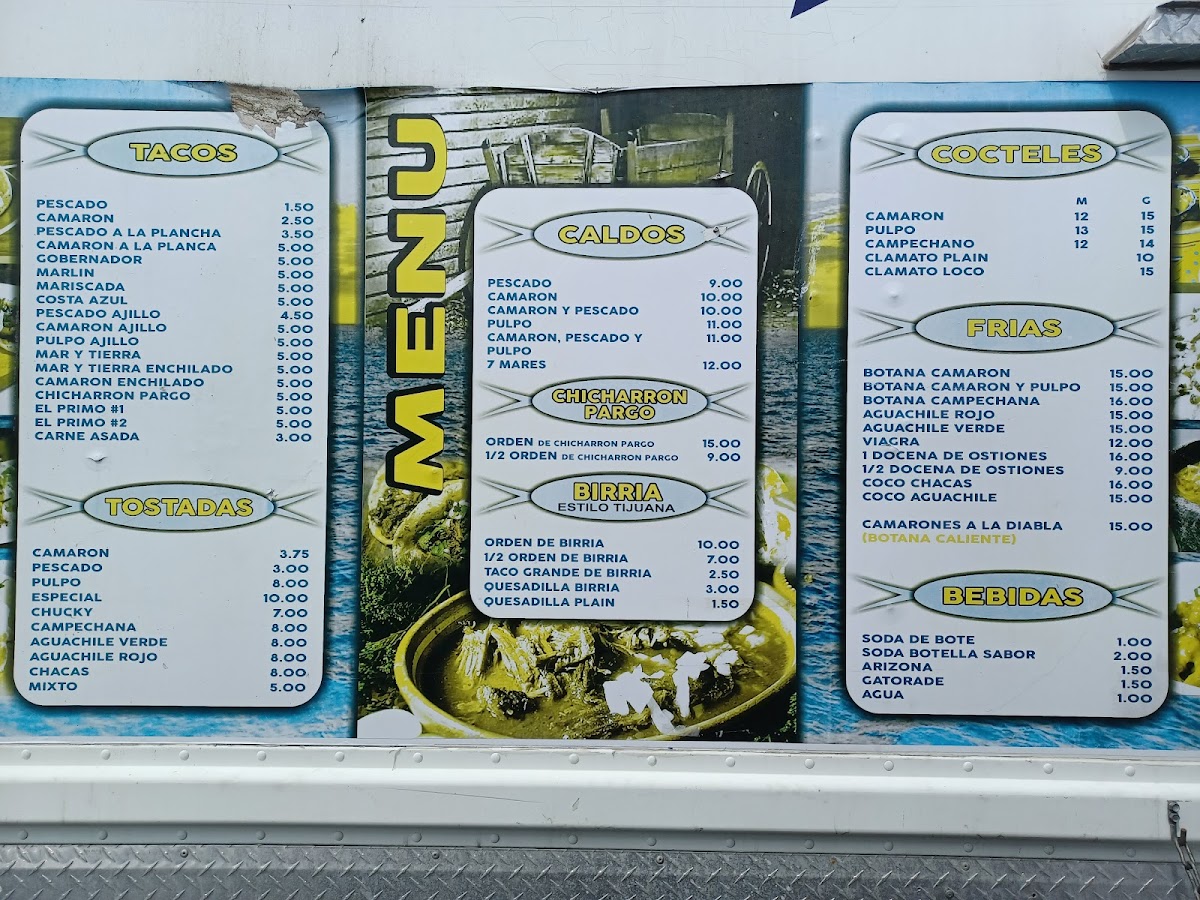 TACOS
PESCADO 1.50
CAMARON 2.50
PESCADO A LA PLANCHA 3.50
CAMARON A LA PLANCA 5.00
GOBERNADOR 5.00
MARLIN 5.00
MARISCADA 5.00
COSTA AZUL 5.00
PESCADO AJILLO 4.50
CAMARON AJILLO 5.00
PULPO AJILLO 5.00
MAR Y TIERRA 5.00
MAR Y TIERRA ENCHILADO 5.00
CAMARON ENCHILADO 5.00
CHICHARRON PARGO 5.00
EL PRIMO #1 5.00
EL PRIMO #2 5.00
CARNE ASADA 3.00
TOSTADAS
CAMARON 3.75
PESCADO 3.00
PULPO 8.00
ESPECIAL 10.00
CHUCKY 7.00
CAMPECHANA 8.00
AGUACHILE VERDE 8.00
AGUACHILE ROJO 8.00
CHACAS 8.00
MIXTO 5.00
MENU
CALDOS
PESCADO 9.00
CAMARON 10.00
CAMARON Y PESCADO 10.00
PULPO 11.00
CAMARON, PESCADO Y 11.00
PULPO
7 MARES 12.00
CHICHARRON
PARGO
ORDEN DE CHICHARRON PARGO 15.00
1/2 ORDEN DE CHICHARRON PARGO 9.00
BIRRIA
ESTILO TIJUANA
ORDEN DE BIRRIA 10.00
1/2 ORDEN DE BIRRIA 7.00
TACO GRANDE DE BIRRIA 2.50
QUESADILLA BIRRIA 3.00
QUESADILLA PLAIN 1.50
COCTELES
M G
CAMARON 12 15
PULPO 13 15
CAMPECHANO 12 14
CLAMATO PLAIN 10
CLAMATO LOCO 15
FRIAS
BOTANA CAMARON 15.00
BOTANA CAMARON Y PULPO 15.00
BOTANA CAMPECHANA 16.00
AGUACHILE ROJO 15.00
AGUACHILE VERDE 15.00
VIAGRA 12.00
1 DOCENA DE OSTIONES 16.00
1/2 DOCENA DE OSTIONES 9.00
COCO CHACAS 16.00
COCO AGUACHILE 15.00
CAMARONES A LA DIABLA 15.00
(BOTANA CALIENTE)
BEBIDAS
SODA DE BOTE 1.00
SODA BOTELLA SABOR 2.00
ARIZONA 1.50
GATORADE 1.50
AGUA 1.00